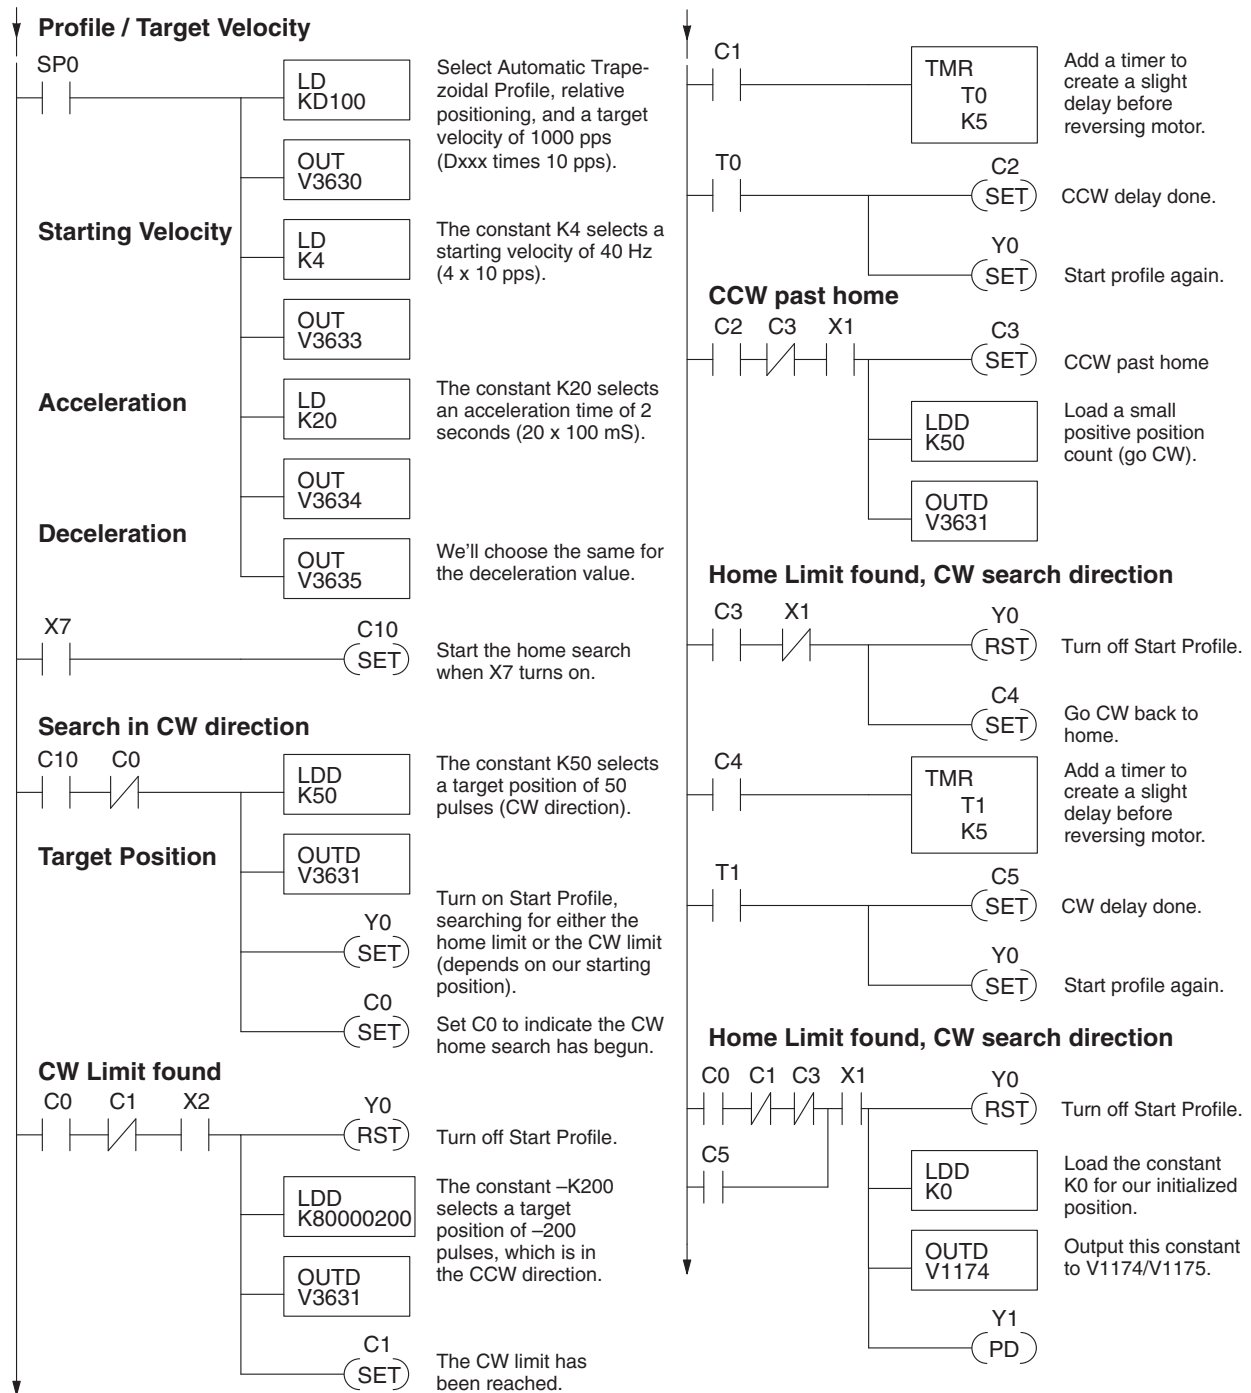 Profile / Target Velocity
SP0
LD
KD100
Select Automatic Trape-
zoidal Profile, relative
positioning, and a target
velocity of 1000 pps
(Dxxx times 10 pps).
OUT
V3630
Starting Velocity
LD
K4
The constant K4 selects a
starting velocity of 40 Hz
(4 x 10 pps).
OUT
V3633
Acceleration
LD
K20
The constant K20 selects
an acceleration time of 2
seconds (20 x 100 mS).
OUT
V3634
Deceleration
OUT
V3635
We'll choose the same for
the deceleration value.
X7
C10
SET
Start the home search
when X7 turns on.
Search in CW direction
C10 C0
LDD
K50
The constant K50 selects
a target position of 50
pulses (CW direction).
Target Position
OUTD
V3631
Y0
SET
Turn on Start Profile,
searching for either the
home limit or the CW limit
(depends on our starting
position).
C0
SET
Set C0 to indicate the CW
home search has begun.
CW Limit found
C0 C1 X2
Y0
RST
Turn off Start Profile.
LDD
K80000200
The constant –K200
selects a target
position of –200
pulses, which is in
the CCW direction.
OUTD
V3631
C1
SET
The CW limit has
been reached.
C1
TMR
T0
K5
Add a timer to
create a slight
delay before
reversing motor.
T0
C2
SET
CCW delay done.
Y0
SET
Start profile again.
CCW past home
C2 C3 X1
C3
SET
CCW past home
LDD
K50
Load a small
positive position
count (go CW).
OUTD
V3631
Home Limit found, CW search direction
C3 X1
Y0
RST
Turn off Start Profile.
C4
SET
Go CW back to
home.
C4
TMR
T1
K5
Add a timer to
create a slight
delay before
reversing motor.
T1
C5
SET
CW delay done.
Y0
SET
Start profile again.
Home Limit found, CW search direction
C0 C1 C3 X1
Y0
RST
Turn off Start Profile.
C5
LDD
K0
Load the constant
K0 for our initialized
position.
OUTD
V1174
Output this constant
to V1174/V1175.
Y1
PD